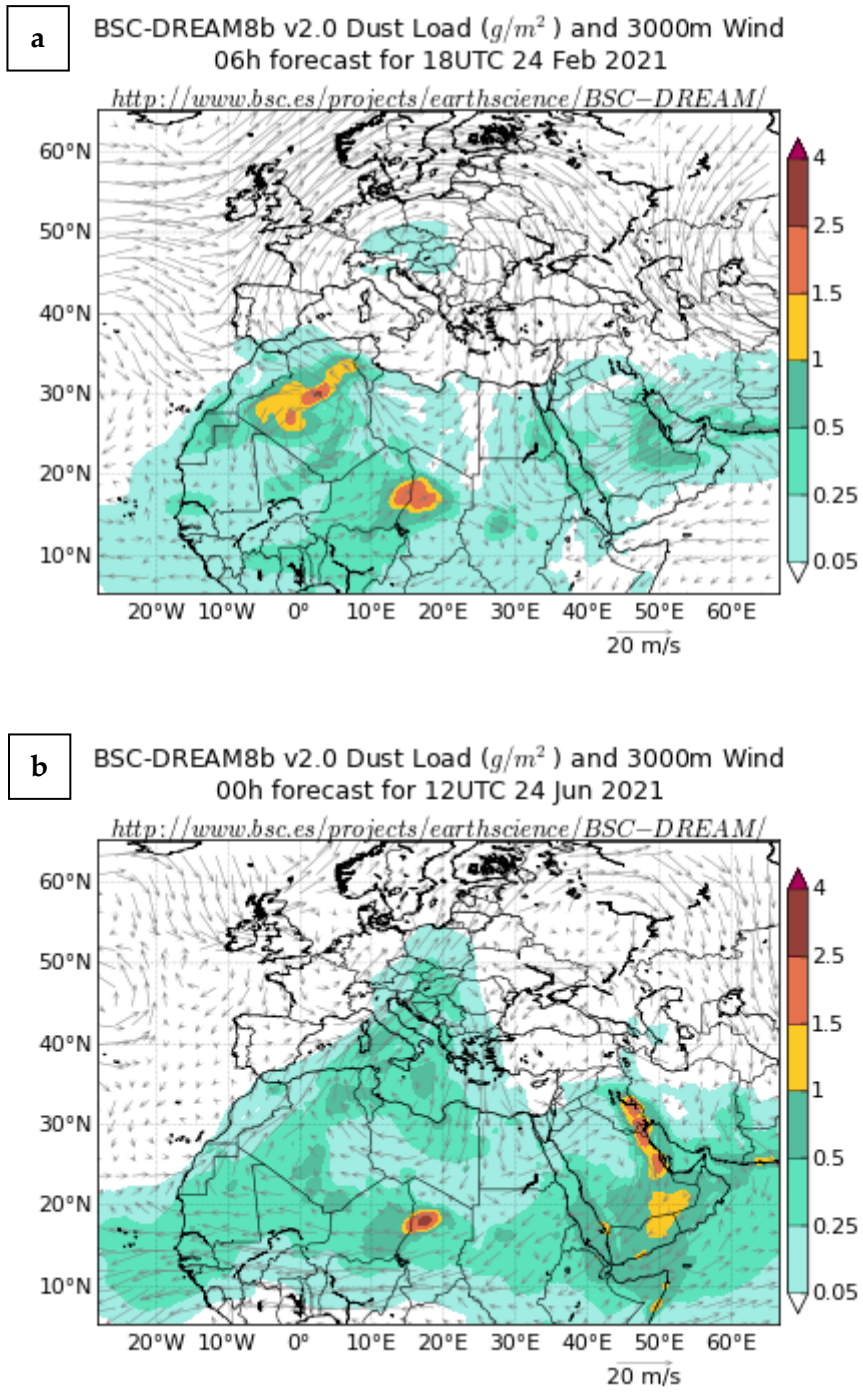 a
BSC-DREAM8b v2.0 Dust Load (g/m²) and 3000m Wind
06h forecast for 18UTC 24 Feb 2021
http://www.bsc.es/projects/earthscience/BSC−DREAM/
60°N
50°N
40°N
30°N
20°N
10°N
4
2.5
1.5
1
0.5
0.25
0.05
20°W 10°W 0° 10°E 20°E 30°E 40°E 50°E 60°E
20 m/s
b
BSC-DREAM8b v2.0 Dust Load (g/m²) and 3000m Wind
00h forecast for 12UTC 24 Jun 2021
http://www.bsc.es/projects/earthscience/BSC−DREAM/
60°N
50°N
40°N
30°N
20°N
10°N
4
2.5
1.5
1
0.5
0.25
0.05
20°W 10°W 0° 10°E 20°E 30°E 40°E 50°E 60°E
20 m/s